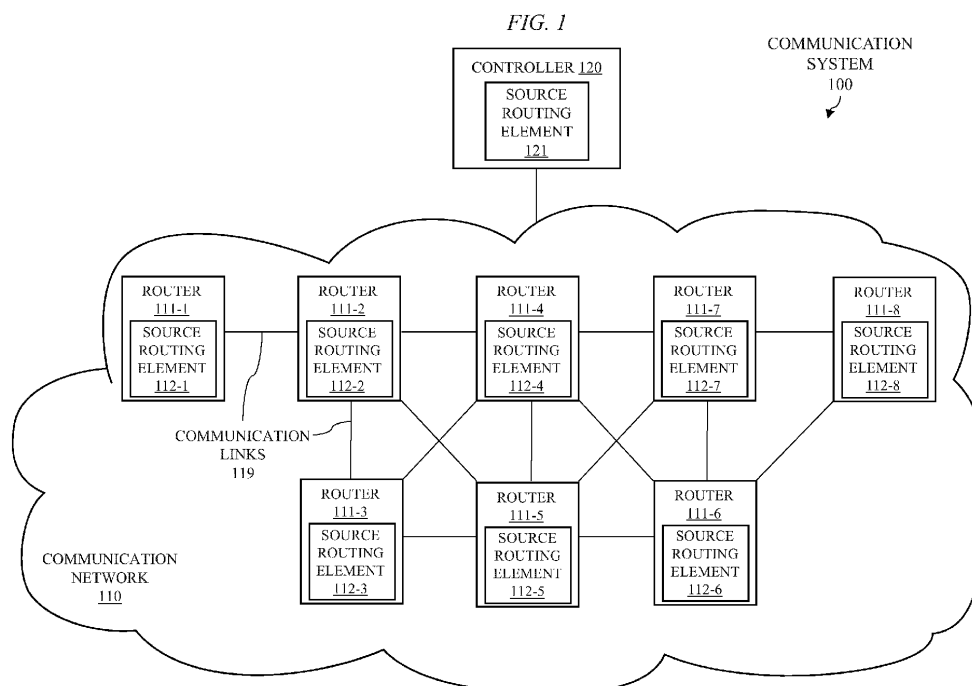 FIG. 1
COMMUNICATION
SYSTEM
100
CONTROLLER 120
SOURCE
ROUTING
ELEMENT
121
ROUTER
111-1
SOURCE
ROUTING
ELEMENT
112-1
ROUTER
111-2
SOURCE
ROUTING
ELEMENT
112-2
ROUTER
111-4
SOURCE
ROUTING
ELEMENT
112-4
ROUTER
111-7
SOURCE
ROUTING
ELEMENT
112-7
ROUTER
111-8
SOURCE
ROUTING
ELEMENT
112-8
COMMUNICATION
LINKS
119
ROUTER
111-3
SOURCE
ROUTING
ELEMENT
112-3
ROUTER
111-5
SOURCE
ROUTING
ELEMENT
112-5
ROUTER
111-6
SOURCE
ROUTING
ELEMENT
112-6
COMMUNICATION
NETWORK
110